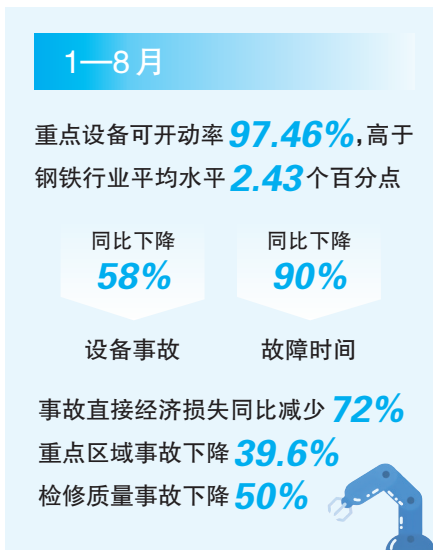 1—8月
重点设备可开动率97.46%,高于
钢铁行业平均水平2.43个百分点
同比下降 同比下降
58% 90%
设备事故 故障时间
事故直接经济损失同比减少72%
重点区域事故下降39.6%
检修质量事故下降50%